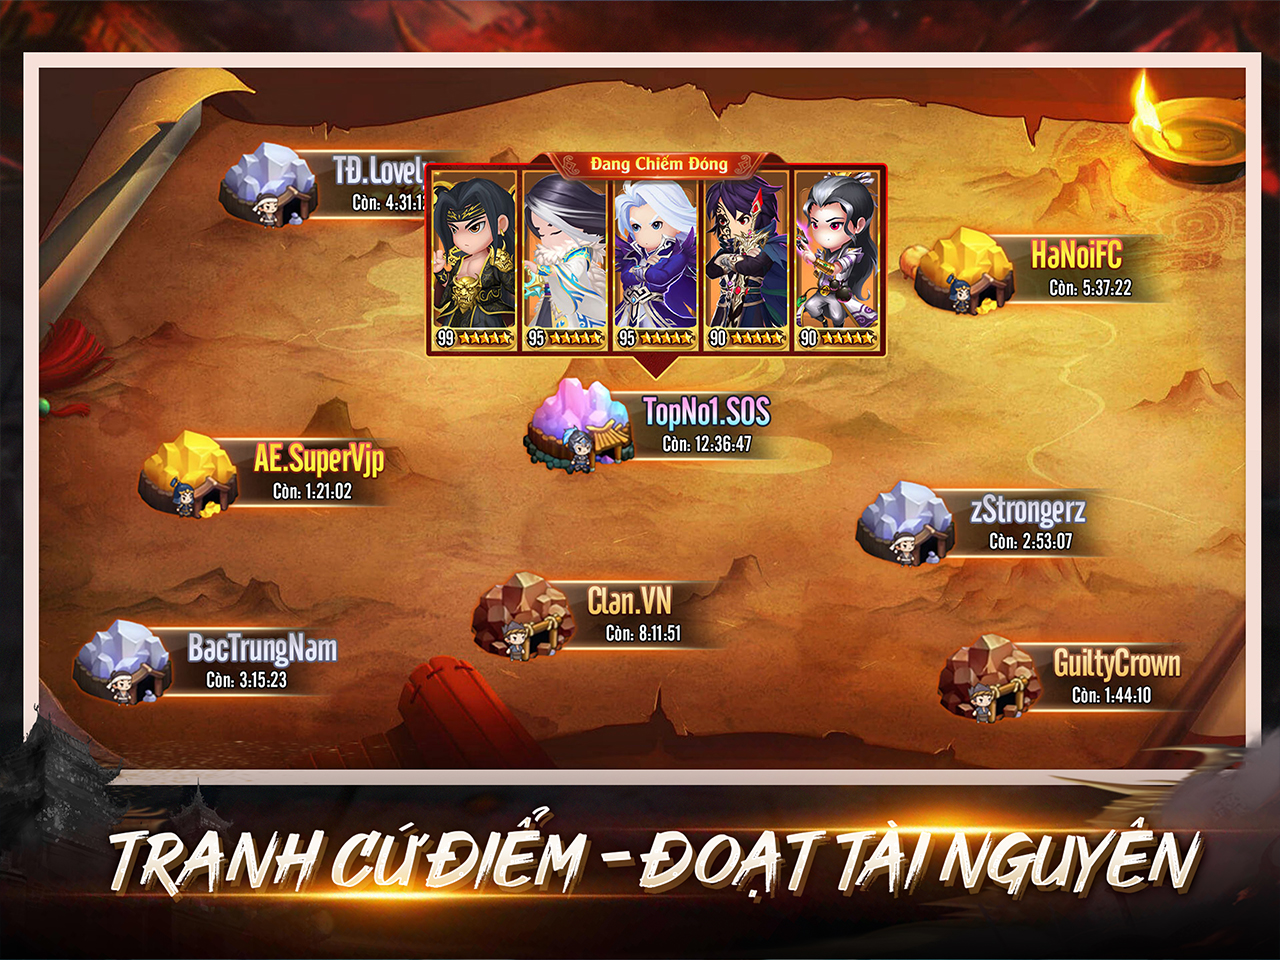 TĐ.Lovely
Còn: 4:31:12
Đang Chiếm Đóng
99
95
95
90
90
HaNoiFC
Còn: 5:37:22
TopNo1.SOS
Còn: 12:36:47
AE.SuperVjp
Còn: 1:21:02
zStrongerz
Còn: 2:53:07
Clan.VN
Còn: 8:11:51
BacTrungNam
Còn: 3:15:23
GuiltyCrown
Còn: 1:44:10
TRANH CỨ ĐIỂM - ĐOẠT TÀI NGUYÊN